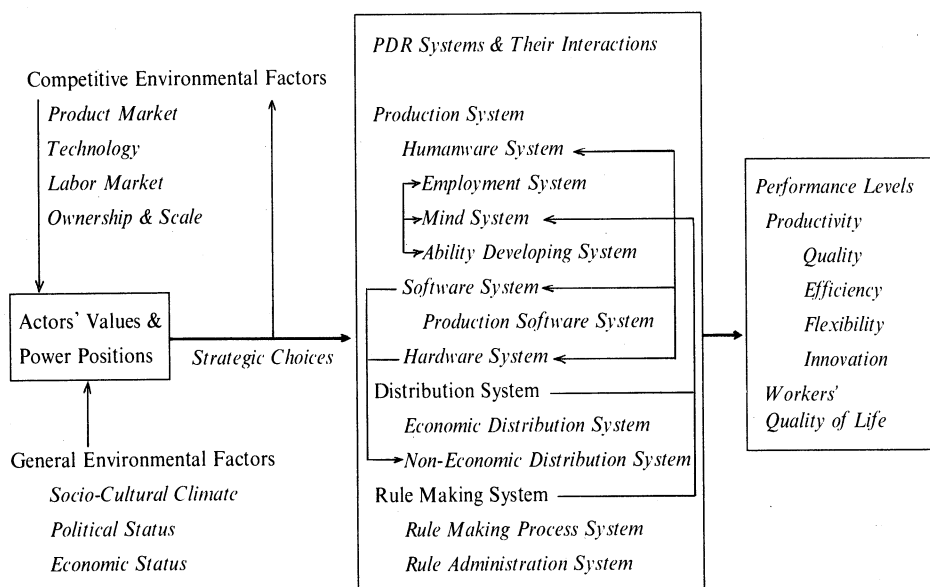 Competitive Environmental Factors
Product Market
Technology
Labor Market
Ownership & Scale
Actors' Values &
Power Positions
Strategic Choices
General Environmental Factors
Socio-Cultural Climate
Political Status
Economic Status
PDR Systems & Their Interactions
Production System
Humanware System
Employment System
Mind System
Ability Developing System
Software System
Production Software System
Hardware System
Distribution System
Economic Distribution System
Non-Economic Distribution System
Rule Making System
Rule Making Process System
Rule Administration System
Performance Levels
Productivity
Quality
Efficiency
Flexibility
Innovation
Workers'
Quality of Life